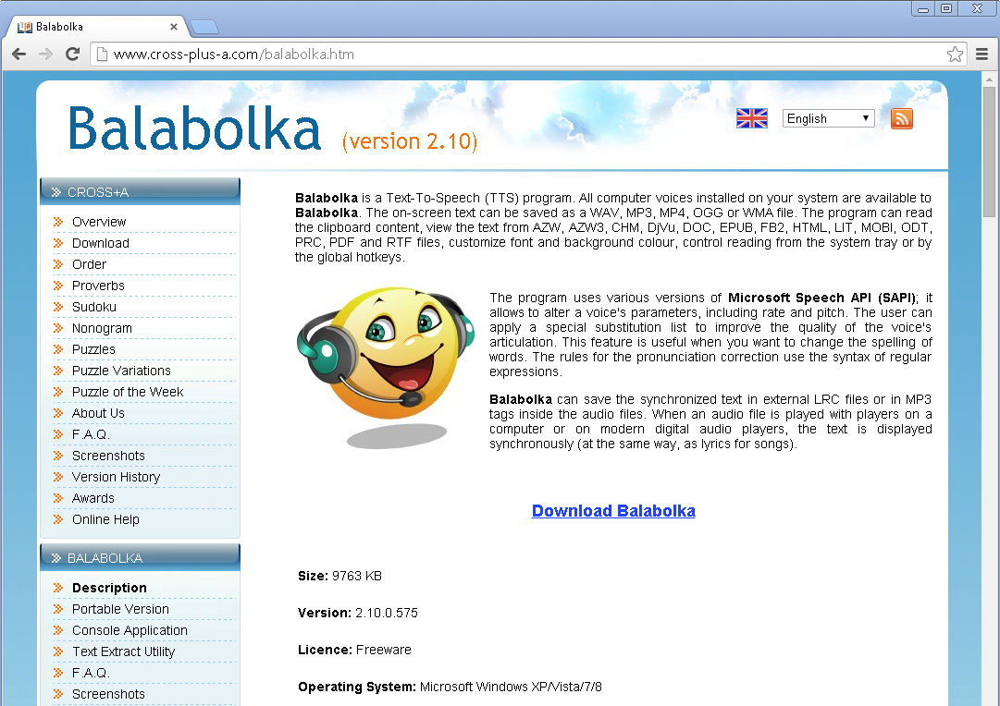 Balabolka
www.cross-plus-a.com/balabolka.htm
Balabolka (version 2.10)
English
CROSS+A
Overview
Download
Order
Proverbs
Sudoku
Nonogram
Puzzles
Puzzle Variations
Puzzle of the Week
About Us
F.A.Q.
Screenshots
Version History
Awards
Online Help
BALABOLKA
Description
Portable Version
Console Application
Text Extract Utility
F.A.Q.
Screenshots
Balabolka is a Text-To-Speech (TTS) program. All computer voices installed on your system are available to
Balabolka. The on-screen text can be saved as a WAV, MP3, MP4, OGG or WMA file. The program can read
the clipboard content, view the text from AZW, AZW3, CHM, DjVu, DOC, EPUB, FB2, HTML, LIT, MOBI, ODT,
PRC, PDF and RTF files, customize font and background colour, control reading from the system tray or by
the global hotkeys.
The program uses various versions of Microsoft Speech API (SAPI); it
allows to alter a voice's parameters, including rate and pitch. The user can
apply a special substitution list to improve the quality of the voice's
articulation. This feature is useful when you want to change the spelling of
words. The rules for the pronunciation correction use the syntax of regular
expressions.
Balabolka can save the synchronized text in external LRC files or in MP3
tags inside the audio files. When an audio file is played with players on a
computer or on modern digital audio players, the text is displayed
synchronously (at the same way, as lyrics for songs).
Download Balabolka
Size: 9763 KB
Version: 2.10.0.575
Licence: Freeware
Operating System: Microsoft Windows XP/Vista/7/8